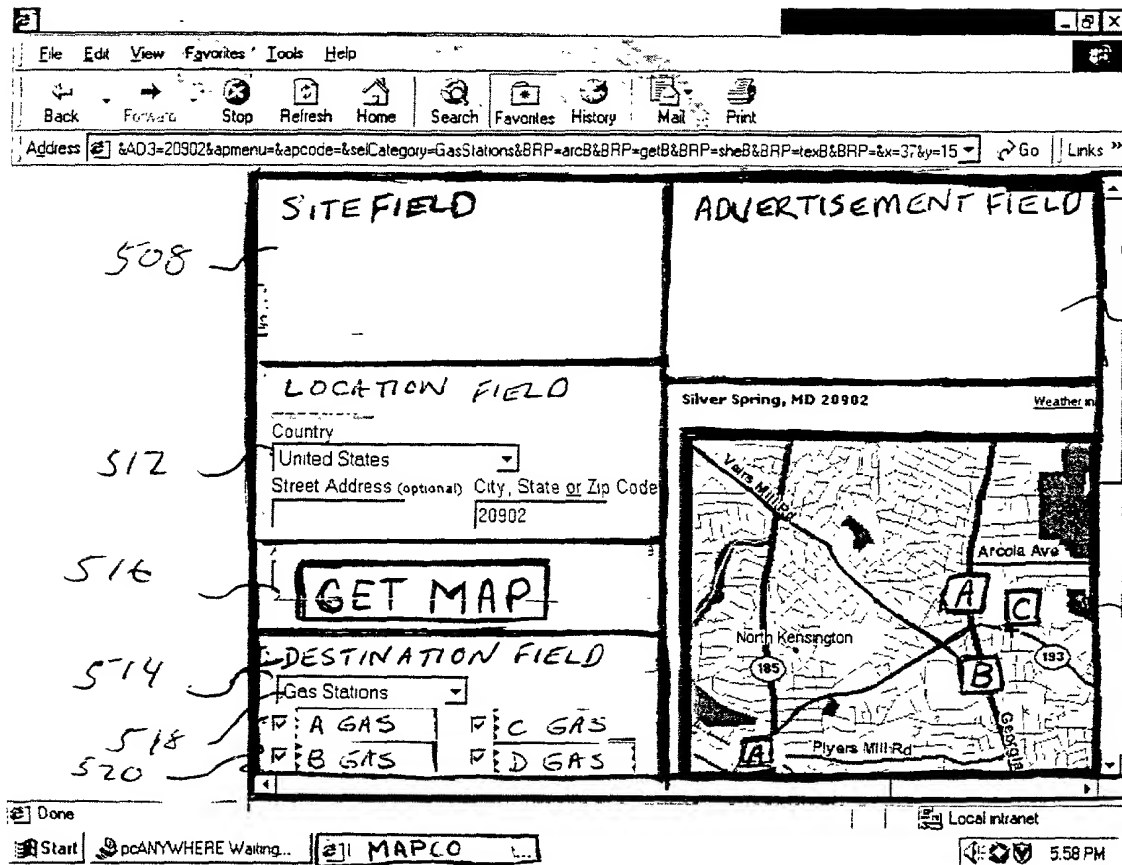 File Edit View Favorites Tools Help
Back Forward Stop Refresh Home Search Favorites History Mail Print
Address &AD3=20902&apmenu=&apcode=&selCategory=GasStations&BRP=arcB&BRP=getB&BRP=sheB&BRP=texB&BRP=&x=37&y=15 Go Links »
SITE FIELD
ADVERTISEMENT FIELD
508
LOCATION FIELD
Silver Spring, MD 20902 Weather in
Country
512
United States
Street Address (optional) City, State or Zip Code
20902
Veirs Mill Rd
Arcola Ave
516
GET MAP
A
C
North Kensington
185
193
B
DESTINATION FIELD
514
Gas Stations
Georgia
518
A GAS C GAS
Plyers Mill Rd
A
520
B GAS D GAS
Done Local intranet
Start pcANYWHERE Waiting... MAPCO 5:58 PM